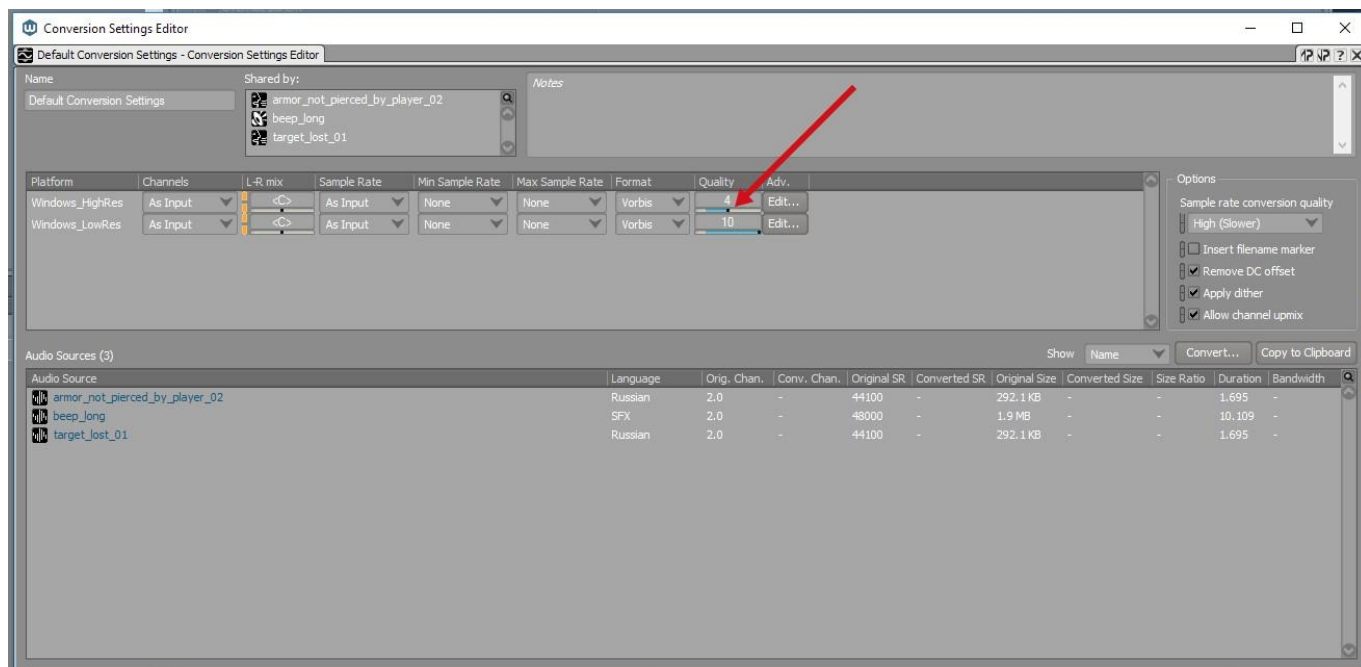 Conversion Settings Editor
Default Conversion Settings - Conversion Settings Editor
Name
Shared by:
Notes
Default Conversion Settings
armor_not_pierced_by_player_02
beep_long
target_lost_01
Platform Channels L-R mix Sample Rate Min Sample Rate Max Sample Rate Format Quality Adv.
Windows_HighRes As Input <C> As Input None None Vorbis 4 Edit...
Windows_LowRes As Input <C> As Input None None Vorbis 10 Edit...
Options
Sample rate conversion quality
High (Slower)
Insert filename marker
Remove DC offset
Apply dither
Allow channel upmix
Audio Sources (3)
Show Name Convert... Copy to Clipboard
Audio Source Language Orig. Chan. Conv. Chan. Original SR Converted SR Original Size Converted Size Size Ratio Duration Bandwidth
armor_not_pierced_by_player_02 Russian 2.0 - 44100 - 292.1 KB - - 1.695 -
beep_long SFX 2.0 - 48000 - 1.9 MB - - 10.109 -
target_lost_01 Russian 2.0 - 44100 - 292.1 KB - - 1.695 -